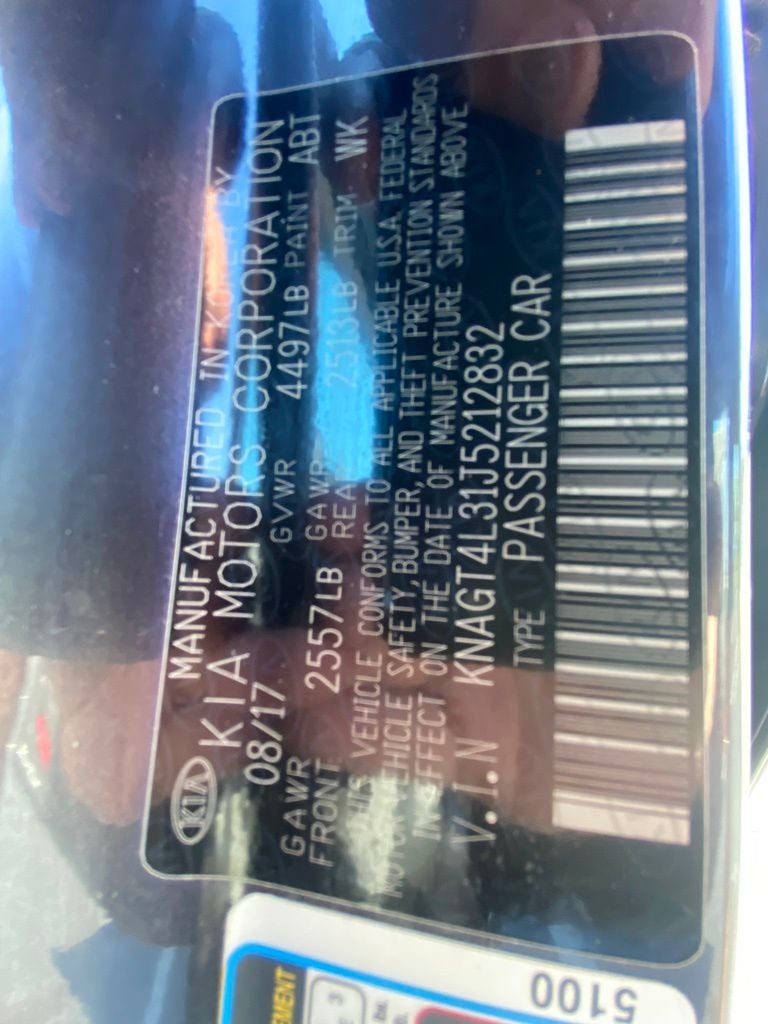 KIA
MANUFACTURED IN KOREA BY
KIA MOTORS CORPORATION
08/17 GVWR 4497LB PAINT ABT
GAWR FRONT 2557LB GAWR REAR 2513LB TRIM WK
THIS VEHICLE CONFORMS TO ALL APPLICABLE U.S.A. FEDERAL
MOTOR VEHICLE SAFETY, BUMPER, AND THEFT PREVENTION STANDARDS
IN EFFECT ON THE DATE OF MANUFACTURE SHOWN ABOVE
V.I.N KNAGT4L31J5212832
TYPE PASSENGER CAR
5100